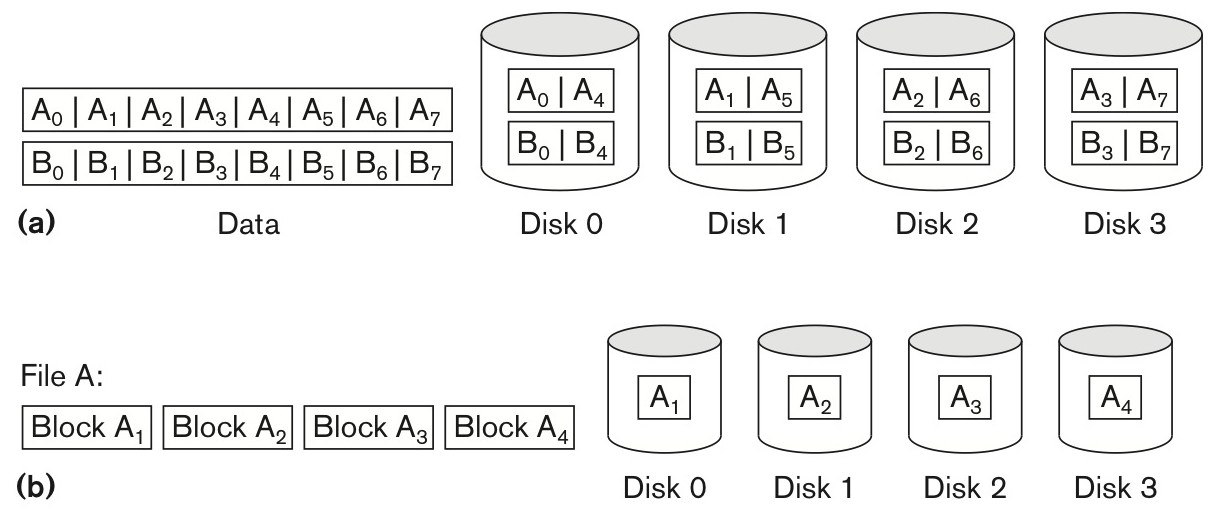 A₀ | A₁ | A₂ | A₃ | A₄ | A₅ | A₆ | A₇
B₀ | B₁ | B₂ | B₃ | B₄ | B₅ | B₆ | B₇
(a) Data
A₀ | A₄
B₀ | B₄
Disk 0
A₁ | A₅
B₁ | B₅
Disk 1
A₂ | A₆
B₂ | B₆
Disk 2
A₃ | A₇
B₃ | B₇
Disk 3
File A:
Block A₁ Block A₂ Block A₃ Block A₄
(b)
A₁
Disk 0
A₂
Disk 1
A₃
Disk 2
A₄
Disk 3